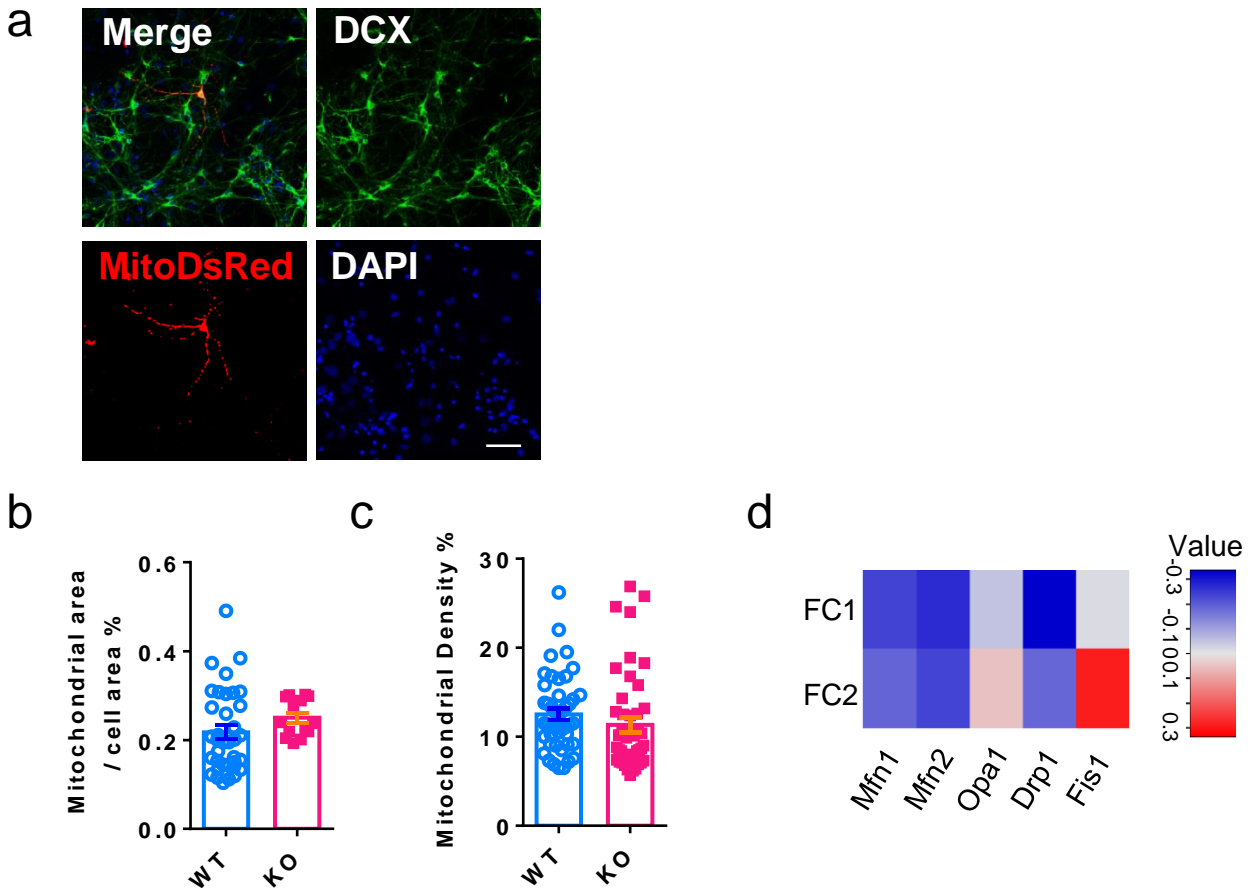 a
Merge
DCX
MitoDsRed
DAPI
b
Mitochondrial area
/ cell area %
0.6
0.4
0.2
0.0
WT
KO
c
Mitochondrial Density %
30
20
10
0
WT
KO
d
Value
-0.3
-0.1
0
0.1
0.3
FC1
FC2
Mfn1
Mfn2
Opa1
Drp1
Fis1